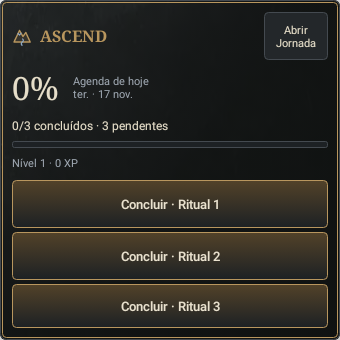 ASCEND
Abrir
Jornada
0%
Agenda de hoje
ter. · 17 nov.
0/3 concluídos · 3 pendentes
Nível 1 · 0 XP
Concluir · Ritual 1
Concluir · Ritual 2
Concluir · Ritual 3